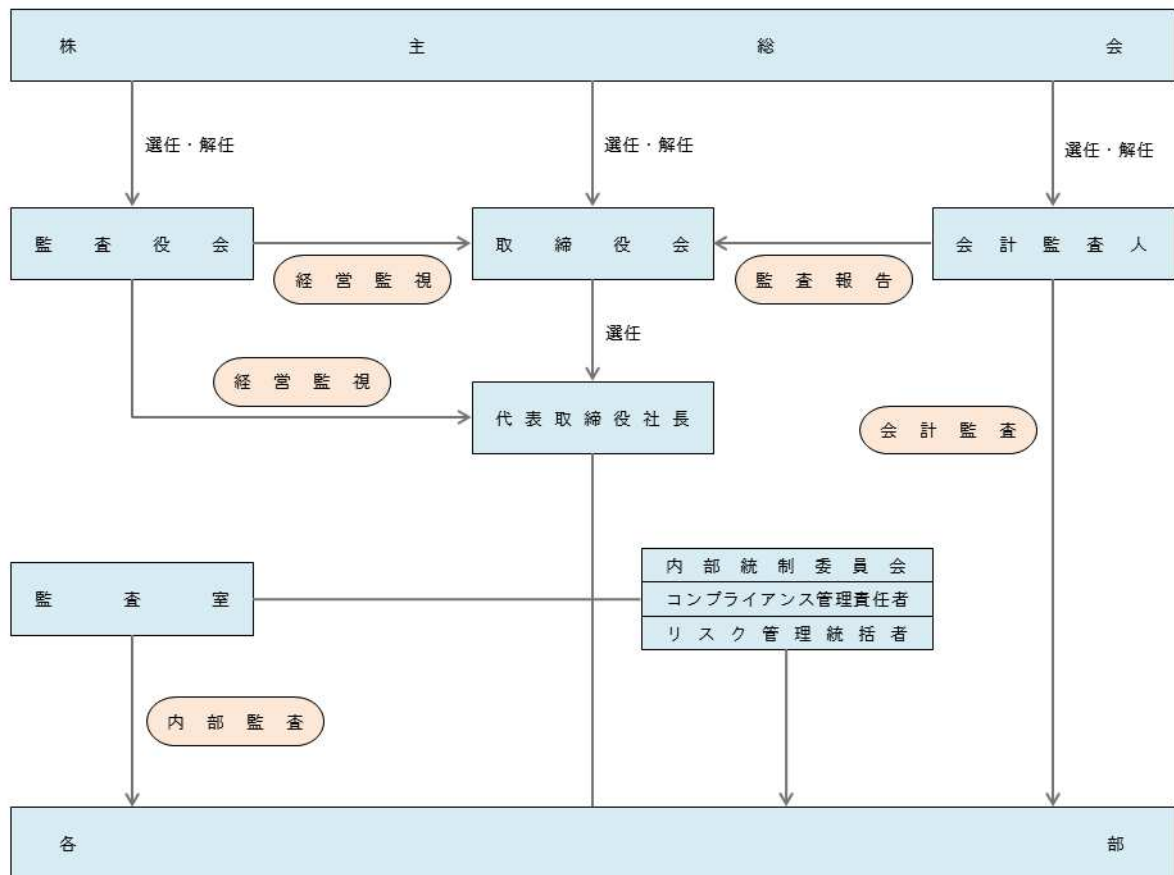 株主総会
選任・解任
選任・解任
選任・解任
監査役会
取締役会
会計監査人
経営監視
監査報告
選任
経営監視
代表取締役社長
会計監査
内部統制委員会
監査室
コンプライアンス管理責任者
リスク管理統括者
内部監査
各部